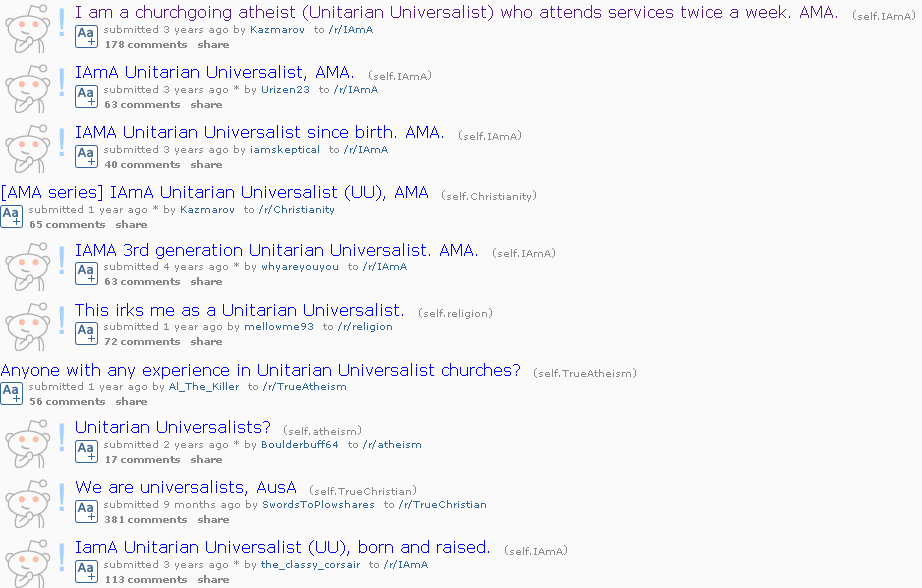 I am a churchgoing atheist (Unitarian Universalist) who attends services twice a week. AMA. (self.IAmA)
Aa+ submitted 3 years ago by Kazmarov to /r/IAmA
178 comments share
IAmA Unitarian Universalist, AMA. (self.IAmA)
Aa+ submitted 3 years ago * by Urizen23 to /r/IAmA
63 comments share
IAMA Unitarian Universalist since birth. AMA. (self.IAmA)
Aa+ submitted 3 years ago by iamskeptical to /r/IAmA
40 comments share
[AMA series] IAmA Unitarian Universalist (UU), AMA (self.Christianity)
Aa+ submitted 1 year ago * by Kazmarov to /r/Christianity
65 comments share
IAMA 3rd generation Unitarian Universalist. AMA. (self.IAmA)
Aa+ submitted 4 years ago * by whyareyouyou to /r/IAmA
63 comments share
This irks me as a Unitarian Universalist. (self.religion)
Aa+ submitted 1 year ago by mellowme93 to /r/religion
72 comments share
Anyone with any experience in Unitarian Universalist churches? (self.TrueAtheism)
Aa+ submitted 1 year ago by Al_The_Killer to /r/TrueAtheism
56 comments share
Unitarian Universalists? (self.atheism)
Aa+ submitted 2 years ago * by Boulderbuff64 to /r/atheism
17 comments share
We are universalists, AusA (self.TrueChristian)
Aa+ submitted 9 months ago by SwordsToPlowshares to /r/TrueChristian
381 comments share
IamA Unitarian Universalist (UU), born and raised. (self.IAmA)
Aa+ submitted 3 years ago * by the_classy_corsair to /r/IAmA
113 comments share